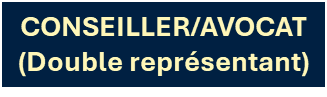 CONSEILLER/AVOCAT
(Double représentant)